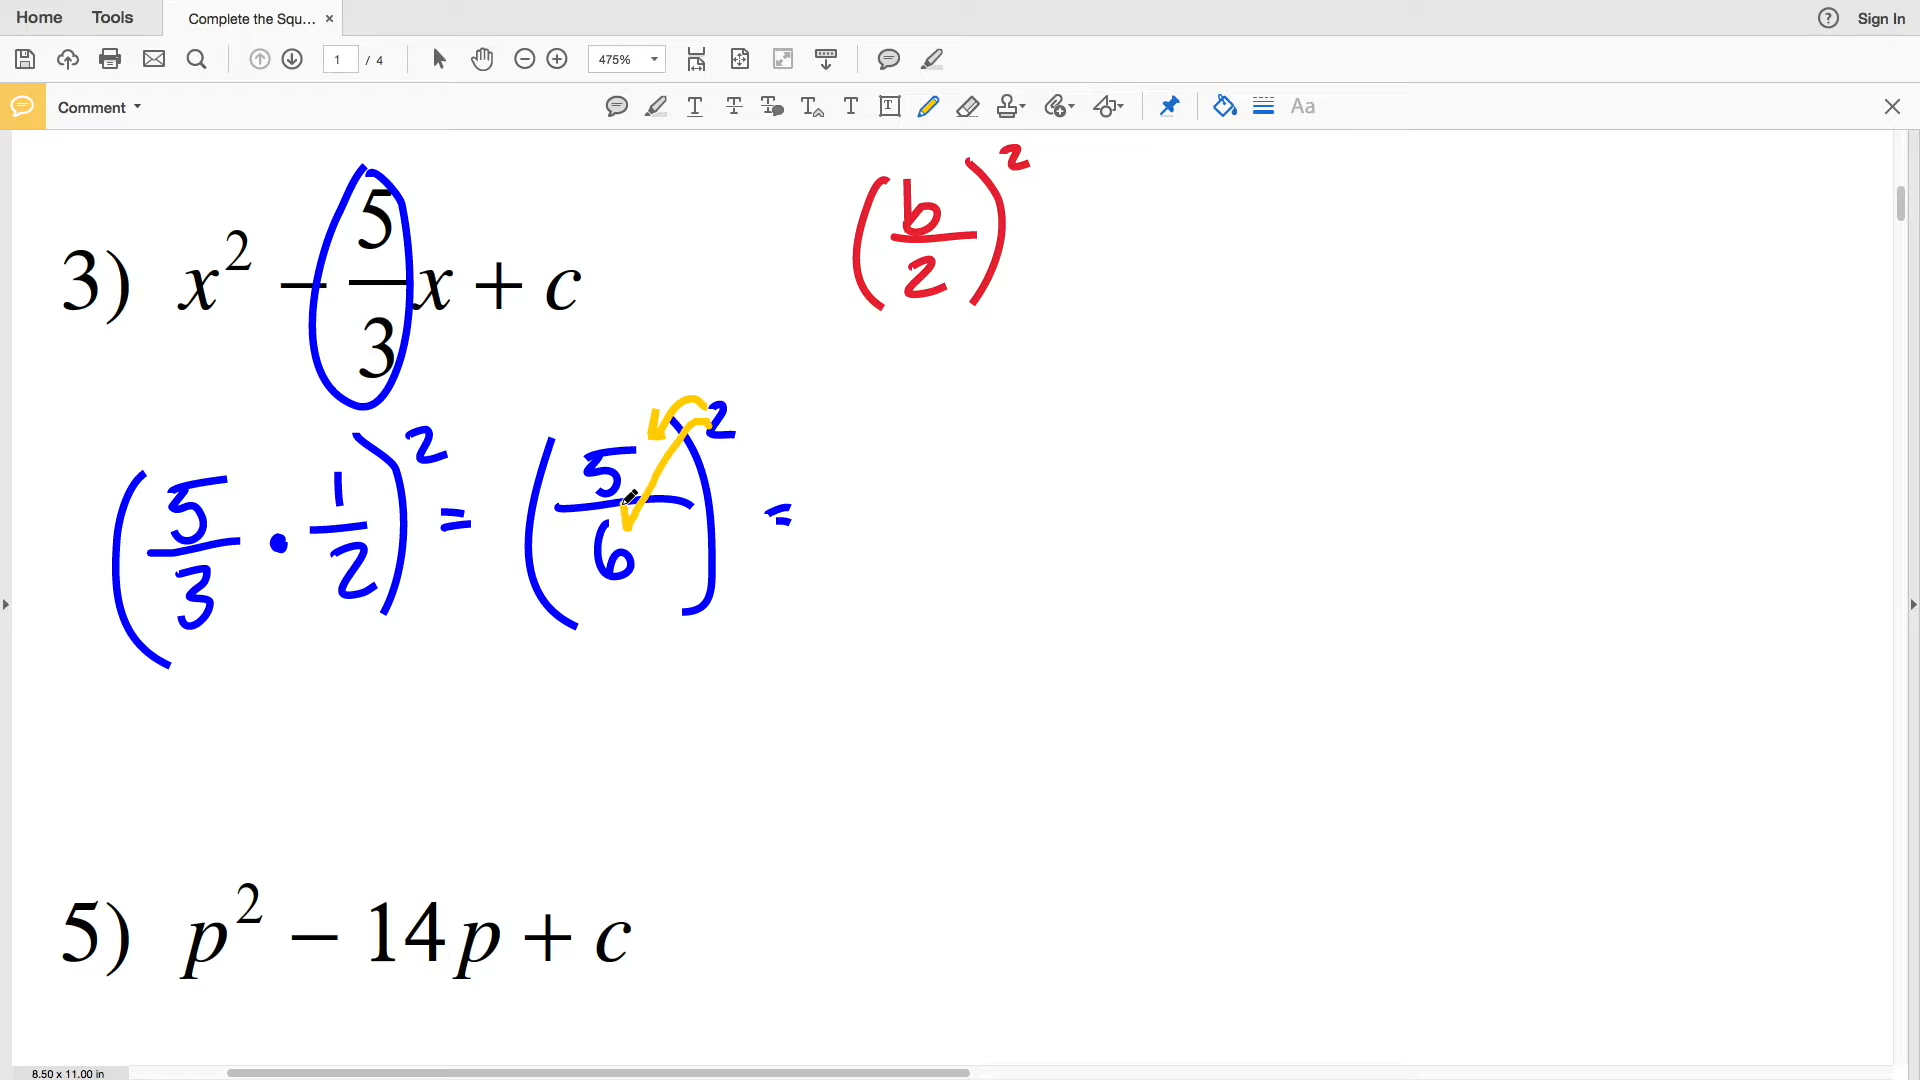 Home Tools Complete the Squ... × ? Sign In
1 / 4 475%
Comment T T T T T T Aa
3) x² − 5/3 x + c
(b/2)²
(5/3 · 1/2)² = (5/6)² =
5) p² − 14p + c
8.50 x 11.00 in